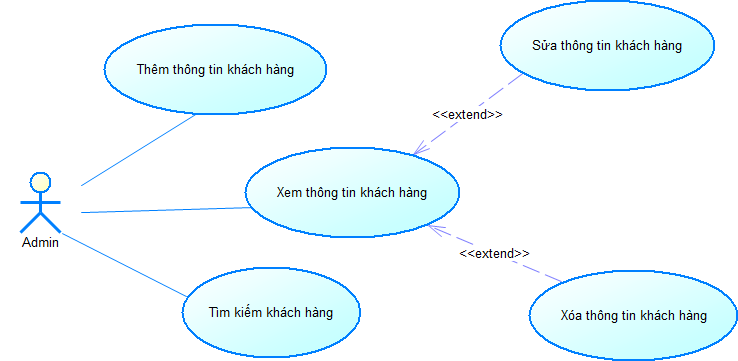 Sửa thông tin khách hàng
Thêm thông tin khách hàng
<<extend>>
Xem thông tin khách hàng
Admin
<<extend>>
Tìm kiếm khách hàng
Xóa thông tin khách hàng